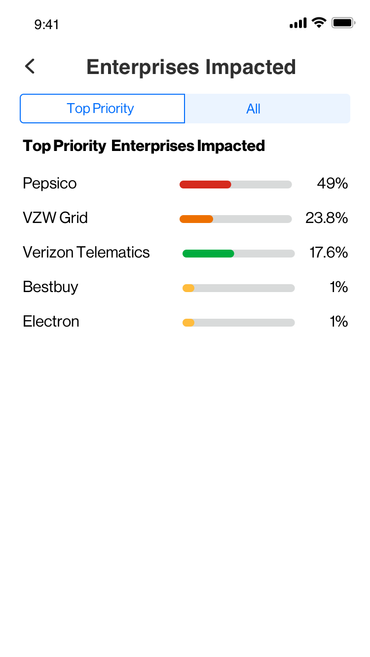 9:41
Enterprises Impacted
Top Priority All
Top Priority Enterprises Impacted
Pepsico 49%
VZW Grid 23.8%
Verizon Telematics 17.6%
Bestbuy 1%
Electron 1%